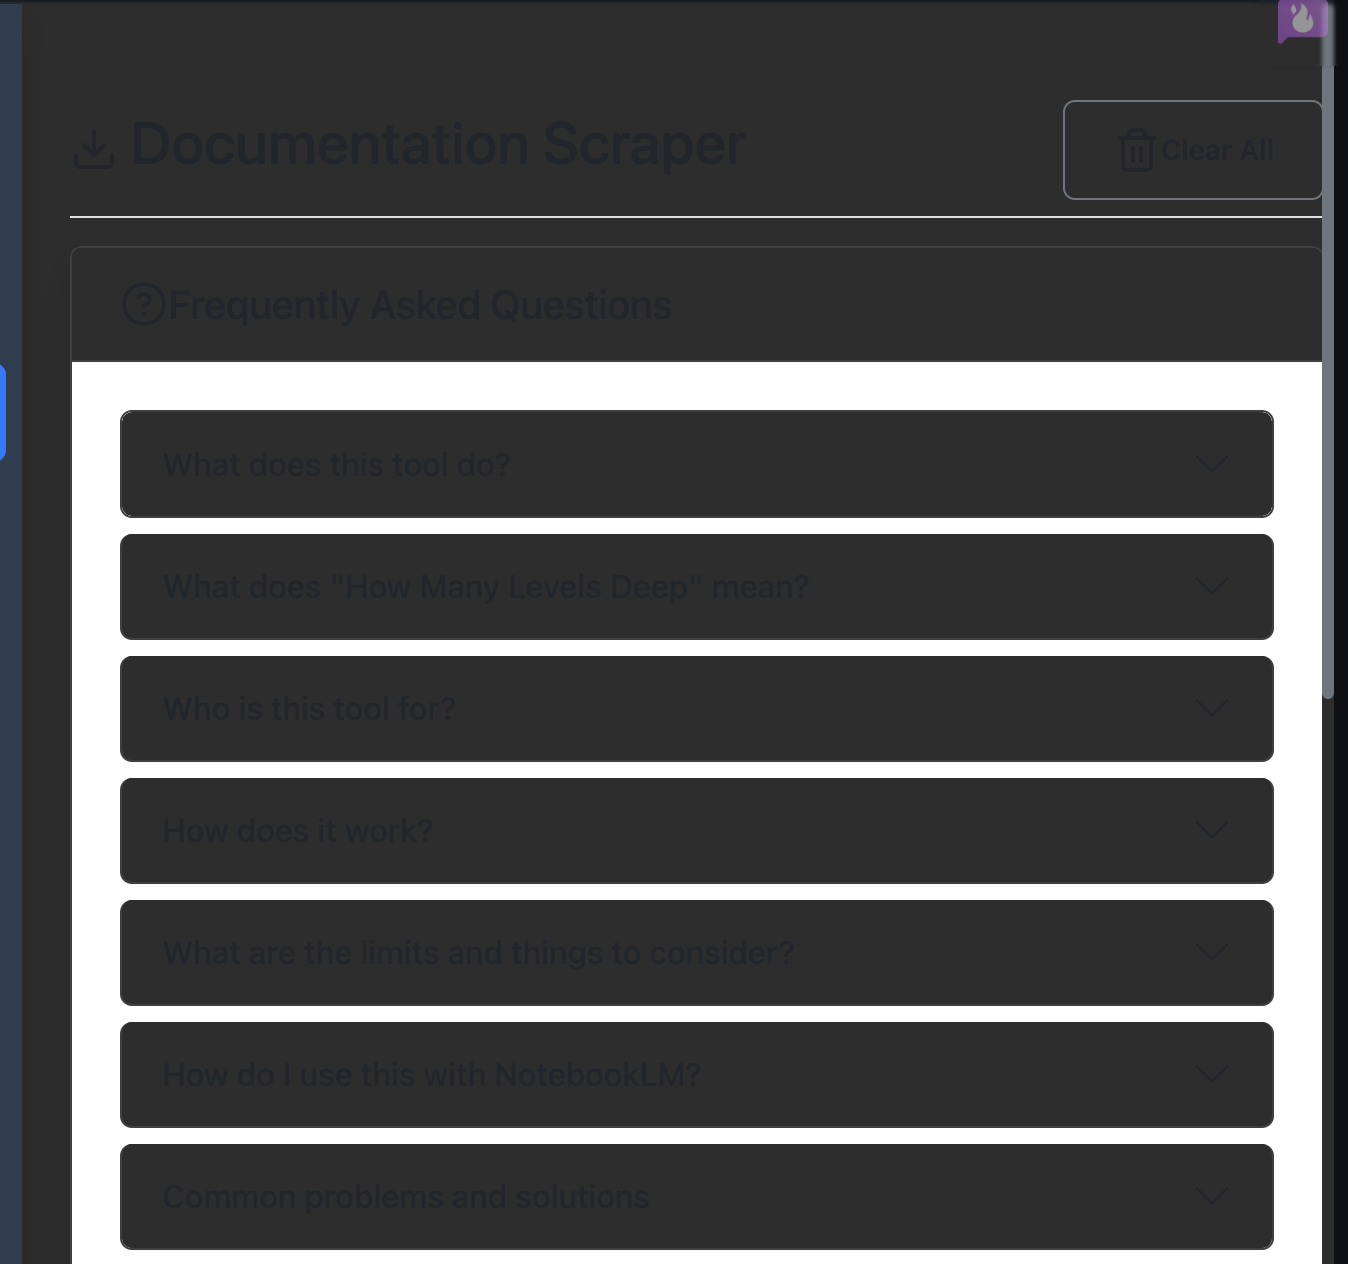 Documentation Scraper
Clear All
Frequently Asked Questions
What does this tool do?
What does "How Many Levels Deep" mean?
Who is this tool for?
How does it work?
What are the limits and things to consider?
How do I use this with NotebookLM?
Common problems and solutions